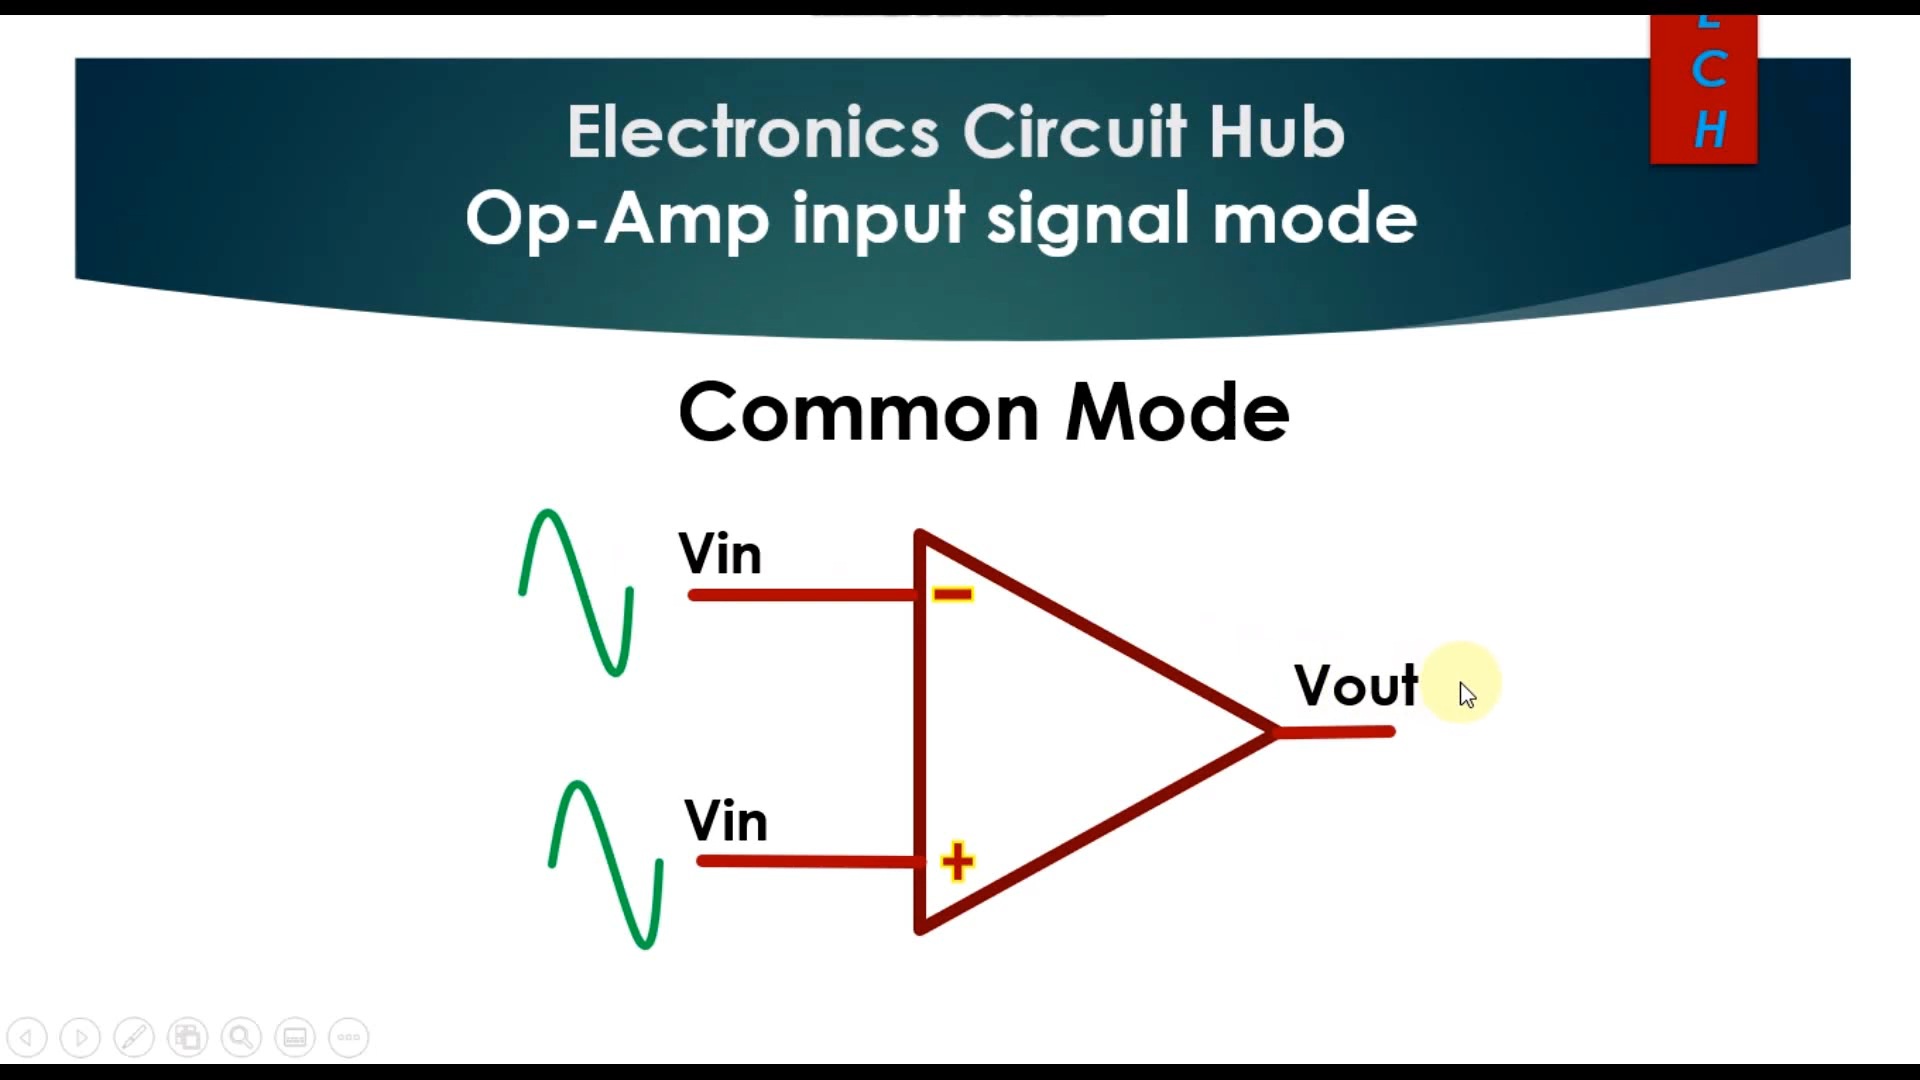 E
C
H
Electronics Circuit Hub
Op-Amp input signal mode
Common Mode
Vin
−
Vout
Vin
+